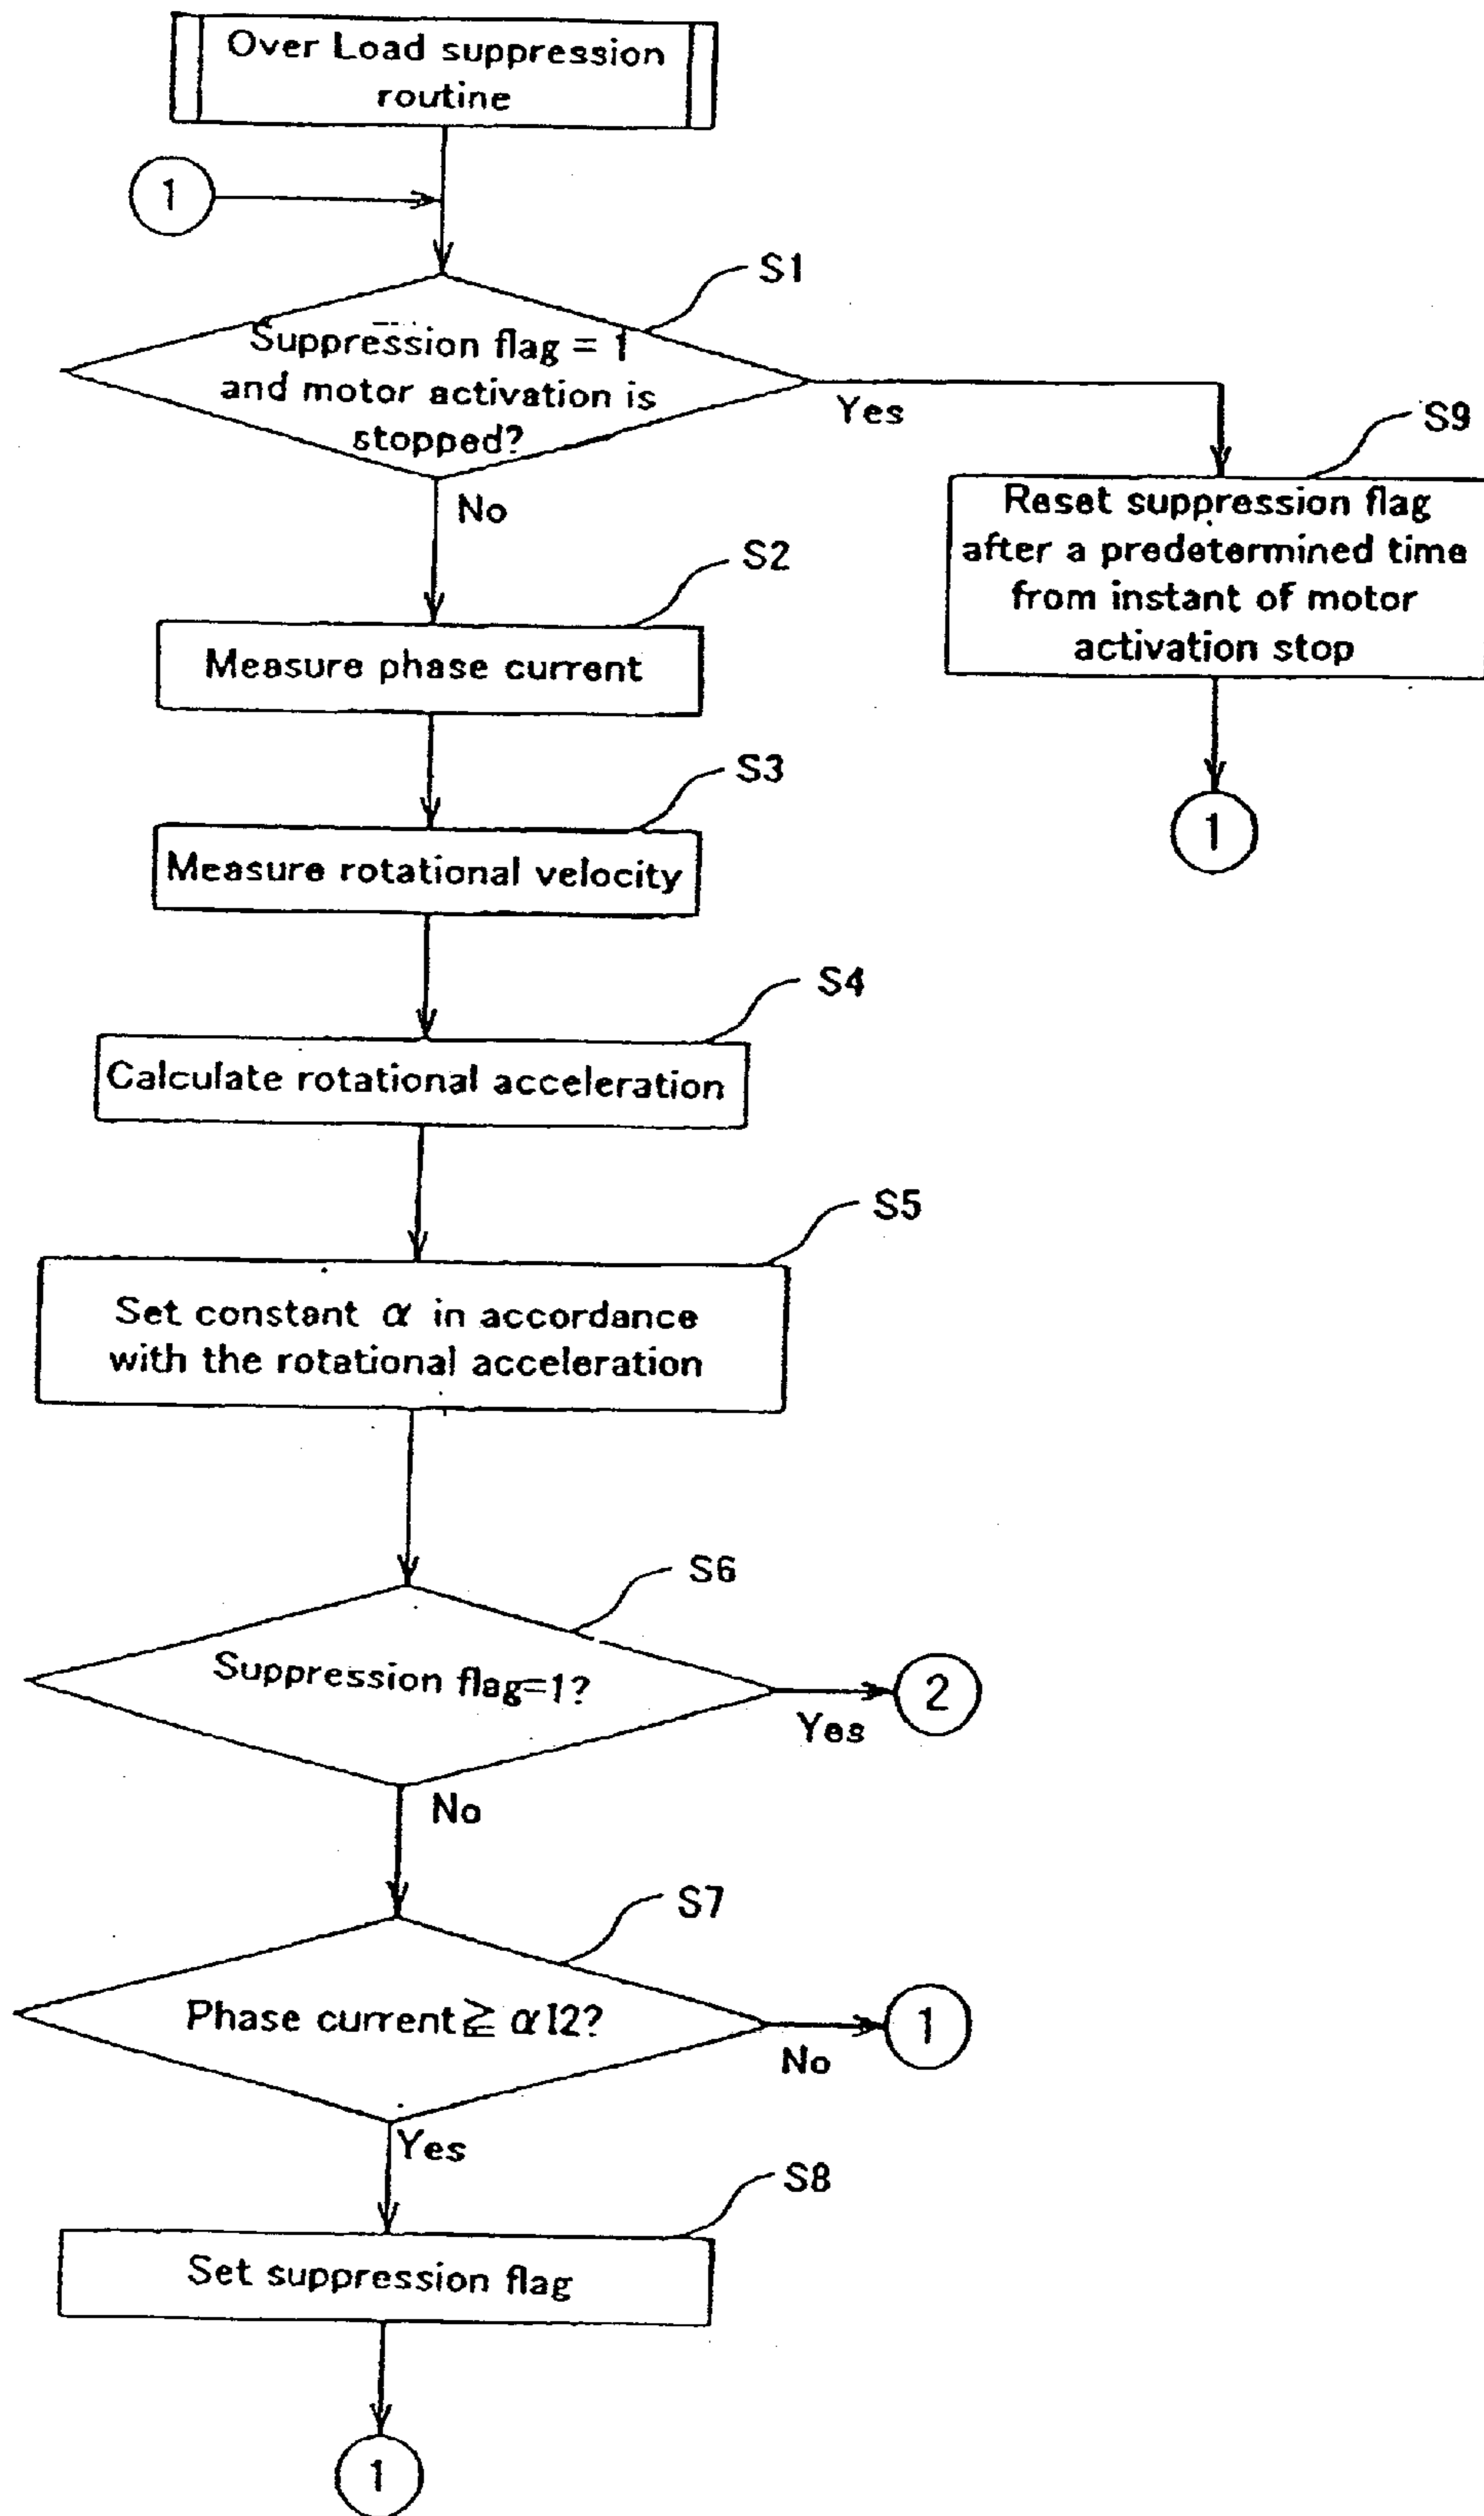 Over Load suppression
routine
1
S1
Suppression flag = 1
and motor activation is
stopped?
Yes
No
S9
Reset suppression flag
after a predetermined time
from instant of motor
activation stop
1
S2
Measure phase current
S3
Measure rotational velocity
S4
Calculate rotational acceleration
S5
Set constant α in accordance
with the rotational acceleration
S6
Suppression flag=1?
Yes
2
No
S7
Phase current≧ αI2?
No
1
Yes
S8
Set suppression flag
1